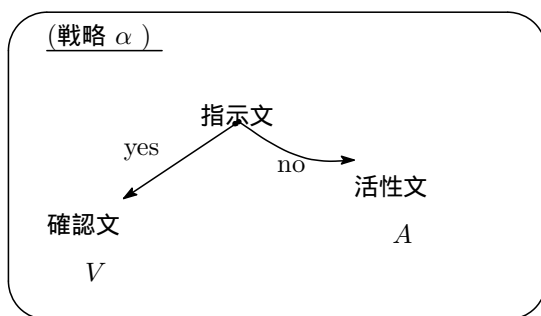 (戦略 α )
指示文
yes
no
活性文
確認文
A
V